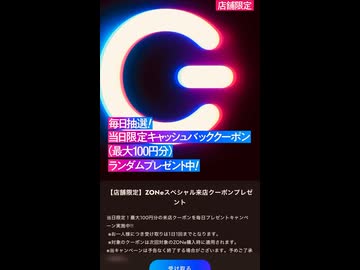 店舗限定
毎日抽選!
当日限定キャッシュバッククーポン
(最大100円分)
ランダムプレゼント中!
【店舗限定】ZONeスペシャル来店クーポンプレゼ
ント
当日限定!最大100円分の来店クーポンを毎日プレゼントキャンペ
ーン実施中!!
※お一人様につき受け取りは1日1回までとなります。
※対象のクーポンは次回対象のZONe購入時に適用されます。
※当キャンペーンは予告なく終了する場合がございます。予めご了承
受け取る